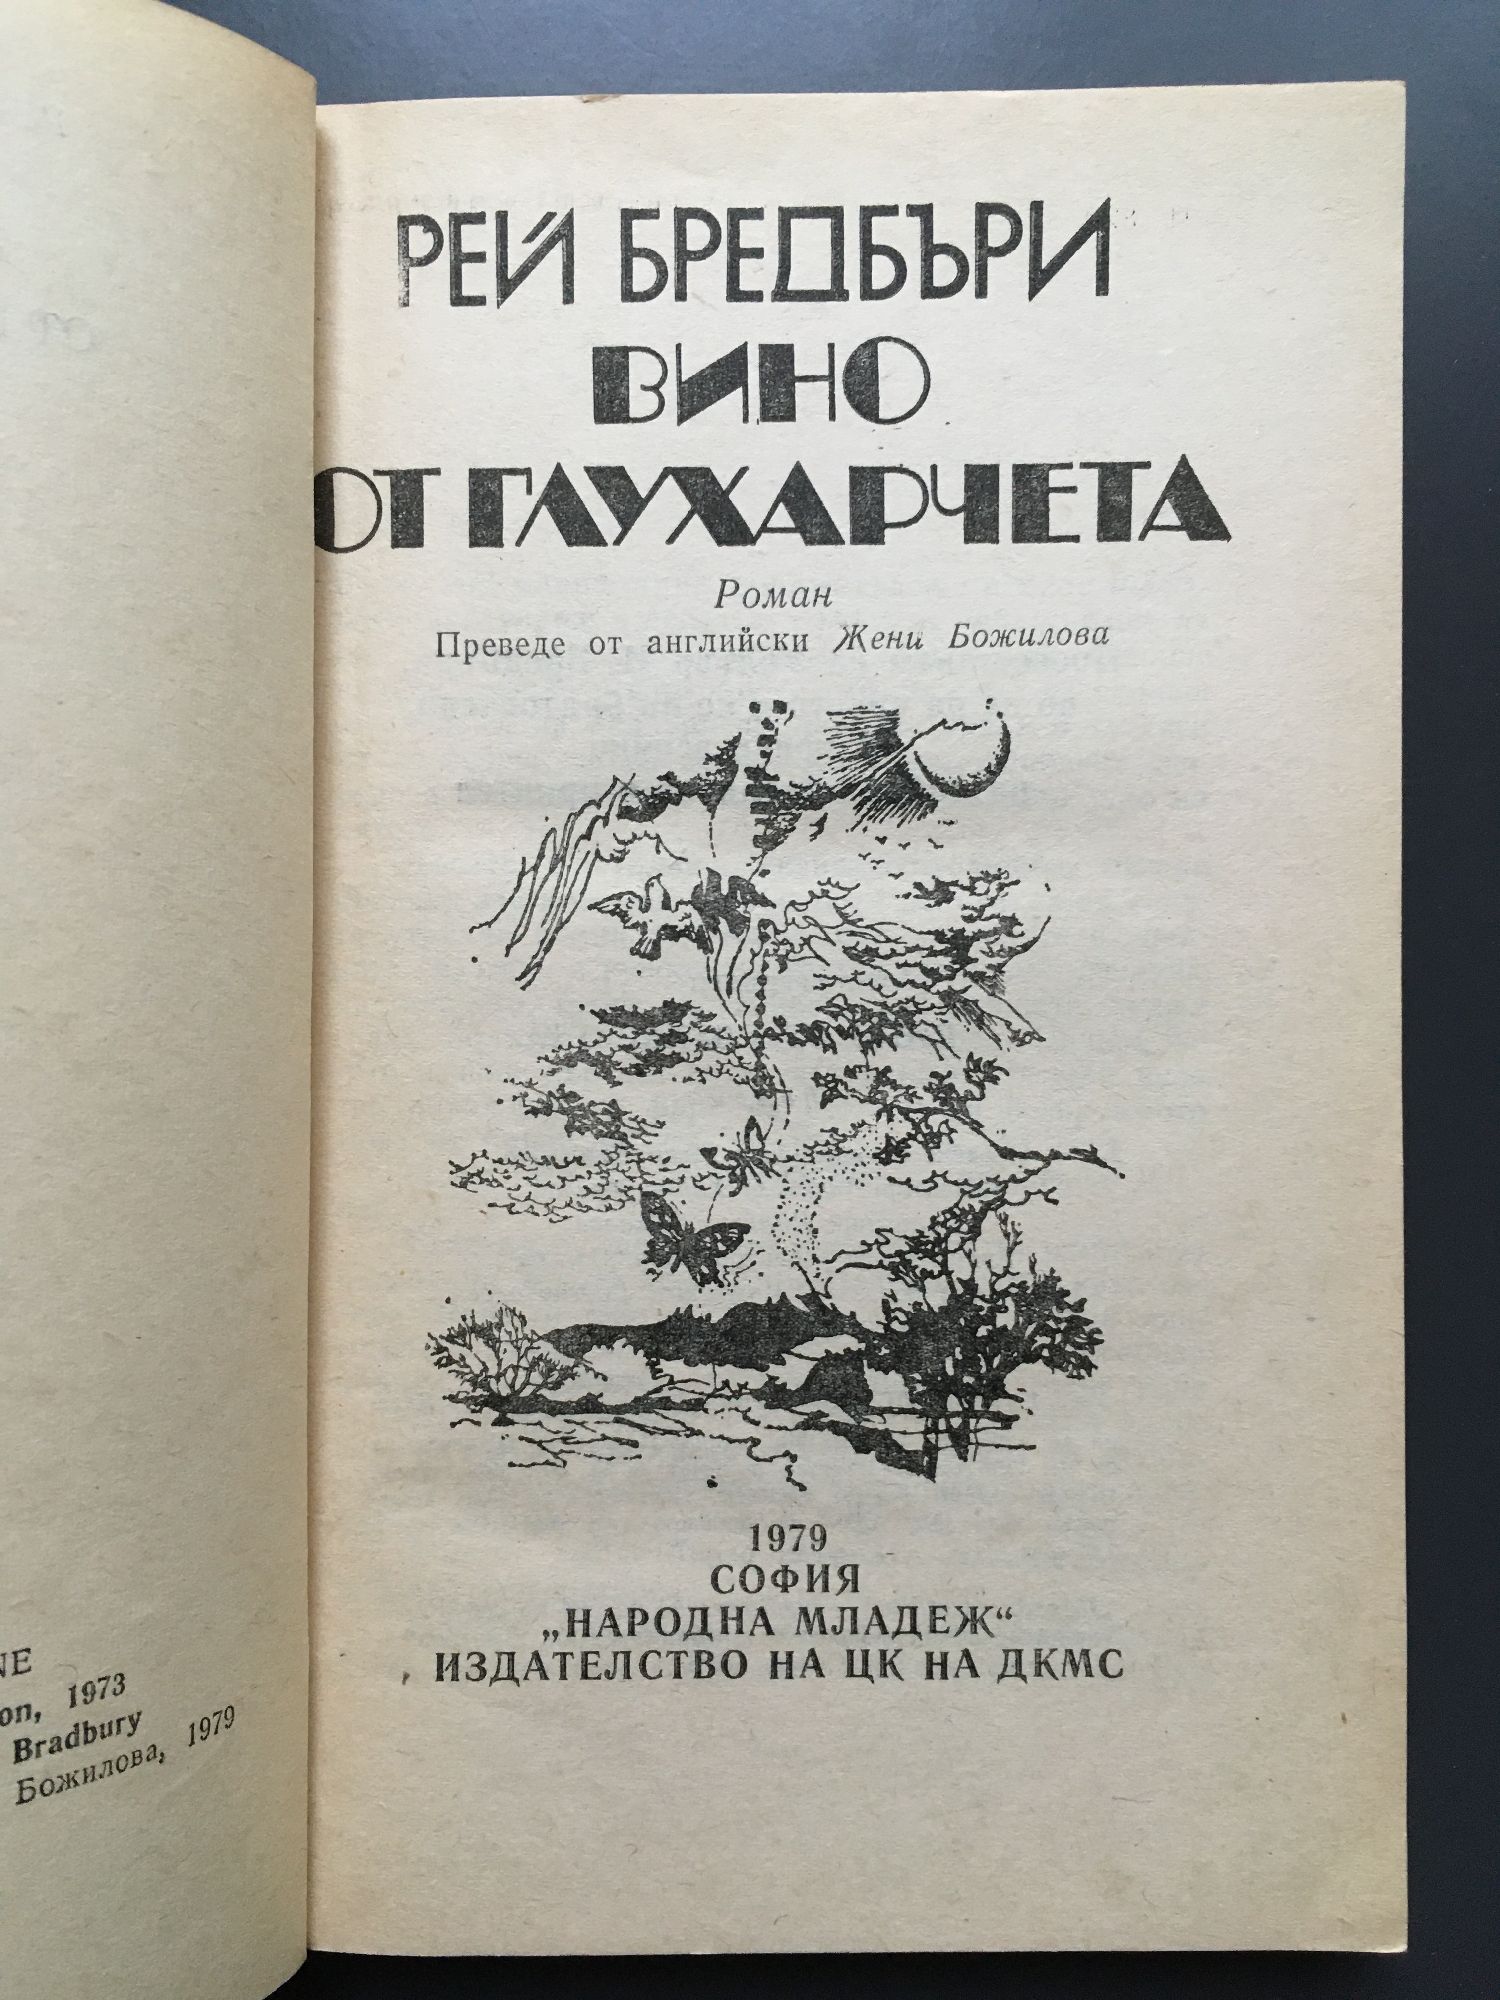 РЕЙ БРЕДБЪРИ
ВИНО
ОТ ГЛУХАРЧЕТА
Роман
Преведе от английски Жени Божилова
1979
СОФИЯ
„НАРОДНА МЛАДЕЖ“
ИЗДАТЕЛСТВО НА ЦК НА ДКМС
NE
on, 1973
Bradbury
Божилова, 1979